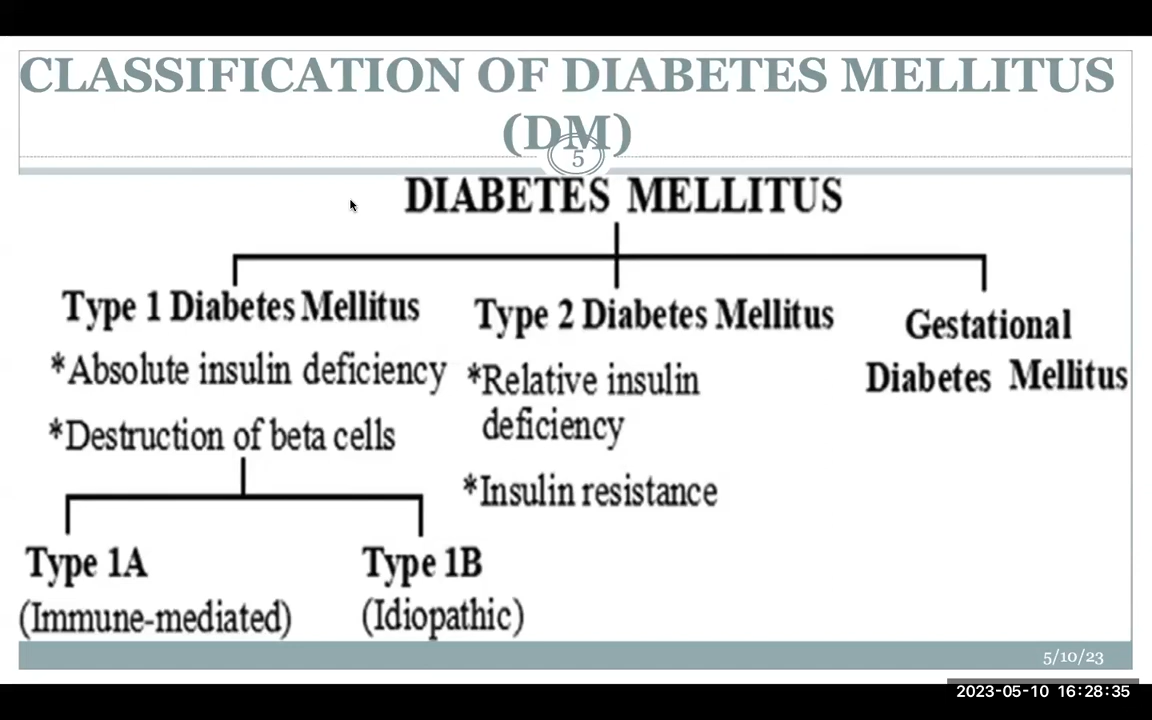 CLASSIFICATION OF DIABETES MELLITUS
(DM)
5
DIABETES MELLITUS
Type 1 Diabetes Mellitus
*Absolute insulin deficiency
*Destruction of beta cells
Type 1A
(Immune-mediated)
Type 1B
(Idiopathic)
Type 2 Diabetes Mellitus
*Relative insulin
deficiency
*Insulin resistance
Gestational
Diabetes Mellitus
5/10/23
2023-05-10 16:28:35